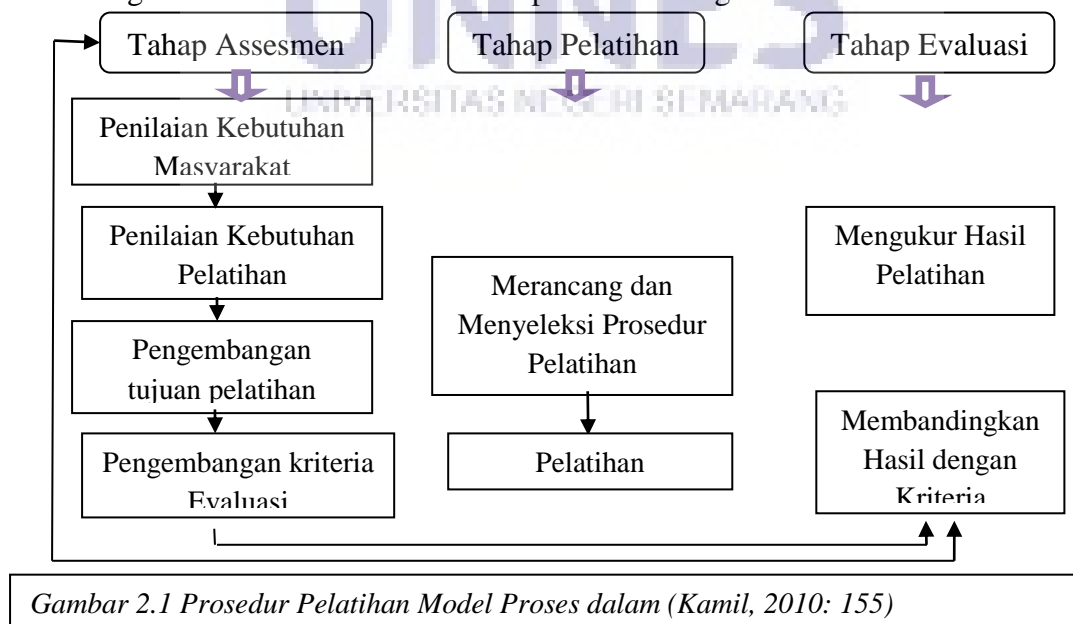 Tahap Assesmen
Tahap Pelatihan
Tahap Evaluasi
UNNES
UNIVERSITAS NEGERI SEMARANG
Penilaian Kebutuhan
Masyarakat
Penilaian Kebutuhan
Pelatihan
Pengembangan
tujuan pelatihan
Pengembangan kriteria
Evaluasi
Merancang dan
Menyeleksi Prosedur
Pelatihan
Pelatihan
Mengukur Hasil
Pelatihan
Membandingkan
Hasil dengan
Kriteria
Gambar 2.1 Prosedur Pelatihan Model Proses dalam (Kamil, 2010: 155)